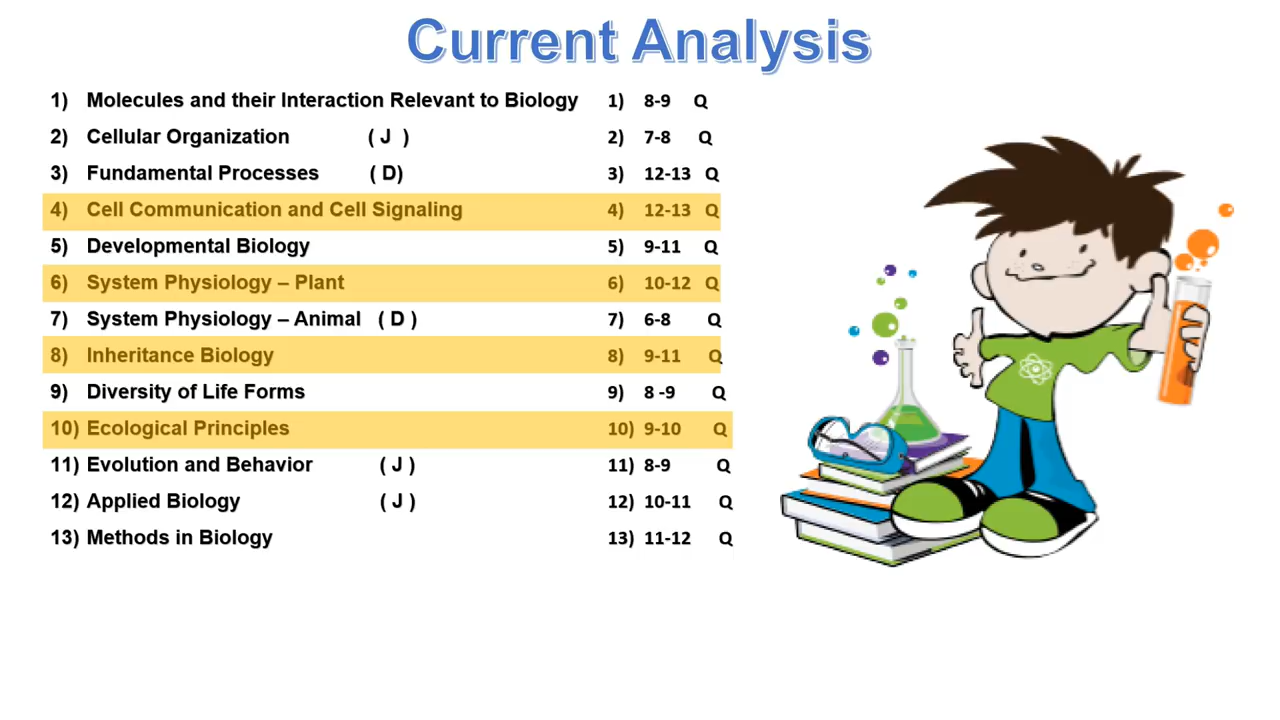 Current Analysis
1) Molecules and their Interaction Relevant to Biology 1) 8-9 Q
2) Cellular Organization ( J ) 2) 7-8 Q
3) Fundamental Processes ( D) 3) 12-13 Q
4) Cell Communication and Cell Signaling 4) 12-13 Q
5) Developmental Biology 5) 9-11 Q
6) System Physiology – Plant 6) 10-12 Q
7) System Physiology – Animal ( D ) 7) 6-8 Q
8) Inheritance Biology 8) 9-11 Q
9) Diversity of Life Forms 9) 8 -9 Q
10) Ecological Principles 10) 9-10 Q
11) Evolution and Behavior ( J ) 11) 8-9 Q
12) Applied Biology ( J ) 12) 10-11 Q
13) Methods in Biology 13) 11-12 Q